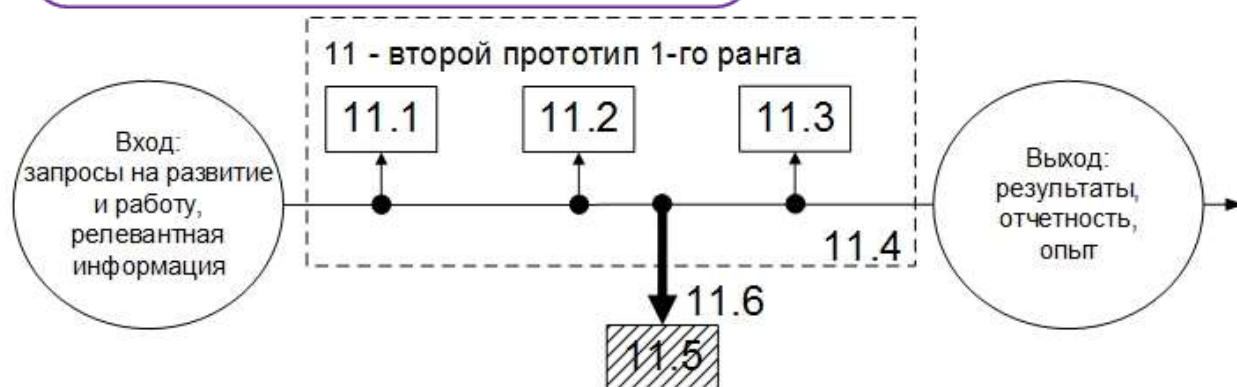 11 - второй прототип 1-го ранга
11.1
11.2
11.3
Вход:
запросы на развитие
и работу,
релевантная
информация
Выход:
результаты,
отчетность,
опыт
11.4
11.6
11.5